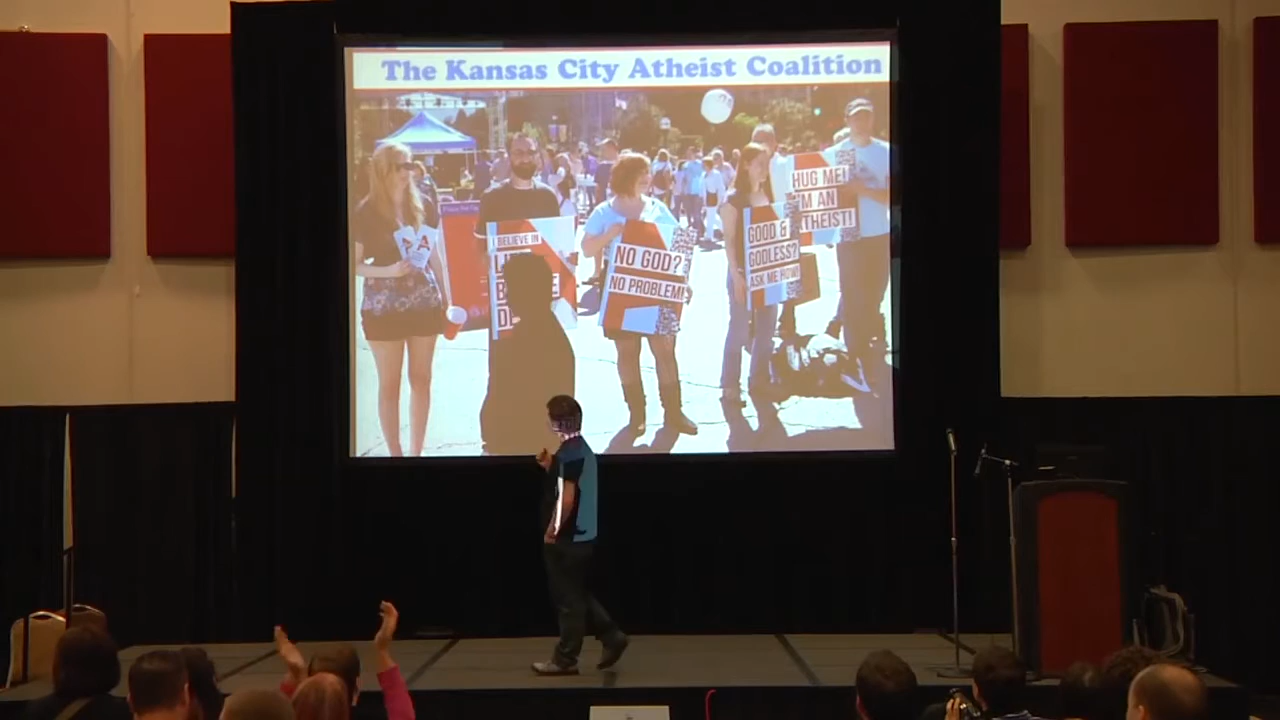 The Kansas City Atheist Coalition
I BELIEVE IN
NO GOD?
NO PROBLEM!
GOOD &
GODLESS?
ASK ME HOW!
HUG ME!
I'M AN
ATHEIST!